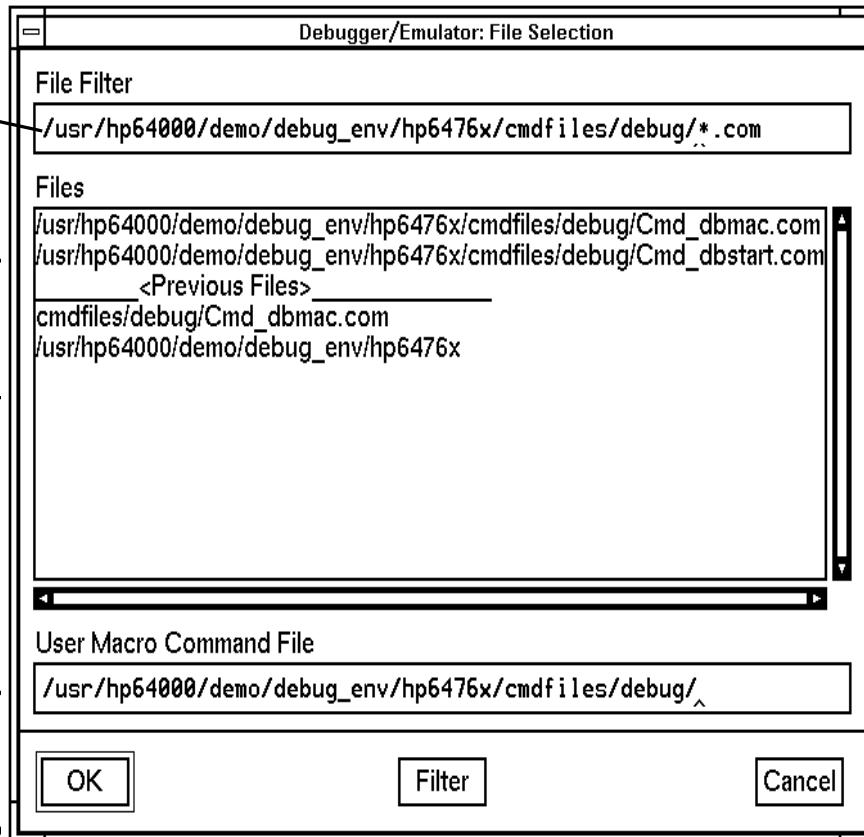 Debugger/Emulator: File Selection
File Filter
/usr/hp64000/demo/debug_env/hp6476x/cmdfiles/debug/*.com
Files
/usr/hp64000/demo/debug_env/hp6476x/cmdfiles/debug/Cmd_dbmac.com
/usr/hp64000/demo/debug_env/hp6476x/cmdfiles/debug/Cmd_dbstart.com
________<Previous Files>______________
cmdfiles/debug/Cmd_dbmac.com
/usr/hp64000/demo/debug_env/hp6476x
User Macro Command File
/usr/hp64000/demo/debug_env/hp6476x/cmdfiles/debug/
OK
Filter
Cancel